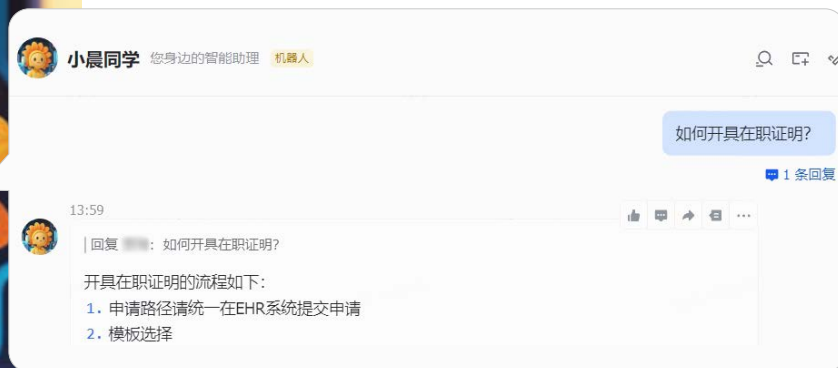 小晨同学 您身边的智能助理 机器人
如何开具在职证明?
1 条回复
13:59
回复 : 如何开具在职证明?
开具在职证明的流程如下:
1. 申请路径请统一在EHR系统提交申请
2. 模板选择